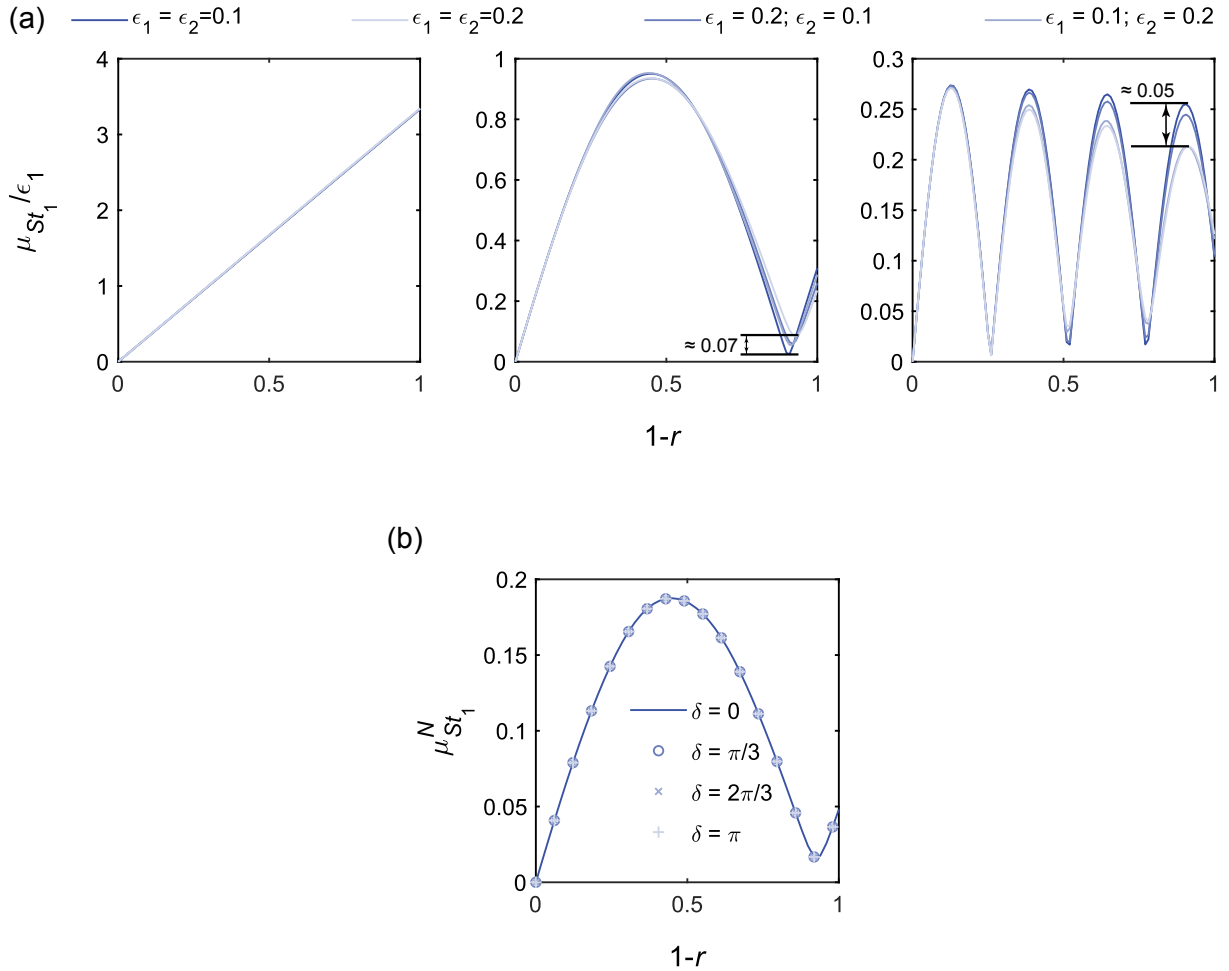 (a)
ϵ1 = ϵ2=0.1
ϵ1 = ϵ2=0.2
ϵ1 = 0.2; ϵ2 = 0.1
ϵ1 = 0.1; ϵ2 = 0.2
μSt1/ϵ1
4
3
2
1
0
0
0.5
1
1
0.8
0.6
0.4
0.2
0
≈ 0.07
0
0.5
1
0.3
0.25
0.2
0.15
0.1
0.05
0
≈ 0.05
0
0.5
1
1-r
(b)
μNSt1
0.2
0.15
0.1
0.05
0
δ = 0
δ = π/3
δ = 2π/3
δ = π
0
0.5
1
1-r